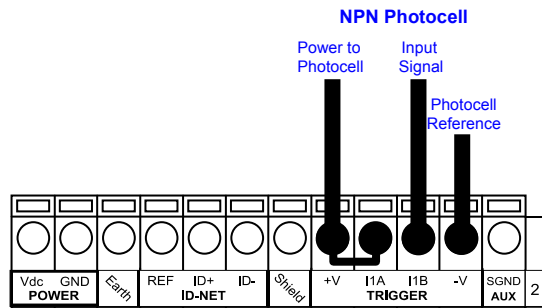 NPN Photocell
Power to
Photocell
Input
Signal
Photocell
Reference
Vdc GND Earth REF ID+ ID- Shield +V I1A I1B -V SGND 2
POWER ID-NET TRIGGER AUX